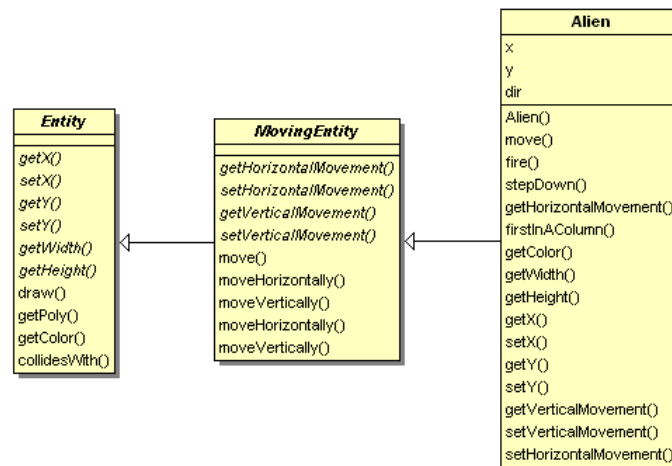 Entity
getX()
setX()
getY()
setY()
getWidth()
getHeight()
draw()
getPoly()
getColor()
collidesWith()
MovingEntity
getHorizontalMovement()
setHorizontalMovement()
getVerticalMovement()
setVerticalMovement()
move()
moveHorizontally()
moveVertically()
moveHorizontally()
moveVertically()
Alien
x
y
dir
Alien()
move()
fire()
stepDown()
getHorizontalMovement()
firstInAColumn()
getColor()
getWidth()
getHeight()
getX()
setX()
getY()
setY()
getVerticalMovement()
setVerticalMovement()
setHorizontalMovement()